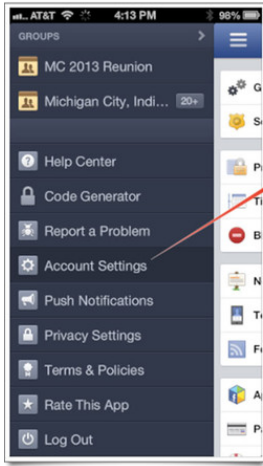 AT&T 4:13 PM 98%
GROUPS
MC 2013 Reunion
Michigan City, Indi... 20+
Help Center
Code Generator
Report a Problem
Account Settings
Push Notifications
Privacy Settings
Terms & Policies
Rate This App
Log Out